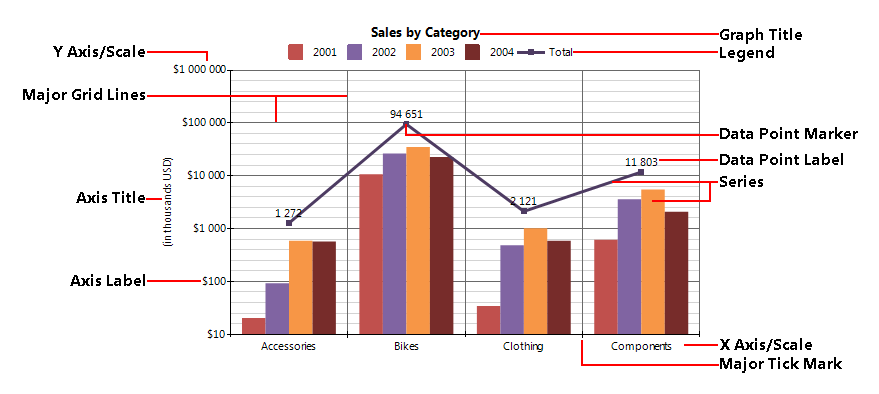 Sales by Category
Graph Title
2001 2002 2003 2004 Total
Legend
Y Axis/Scale
$1 000 000
Major Grid Lines
94 651
$100 000
Data Point Marker
11 803
Data Point Label
$10 000
Series
Axis Title
(in thousands USD)
1 272
2 121
$1 000
Axis Label
$100
$10
Accessories Bikes Clothing Components
X Axis/Scale
Major Tick Mark